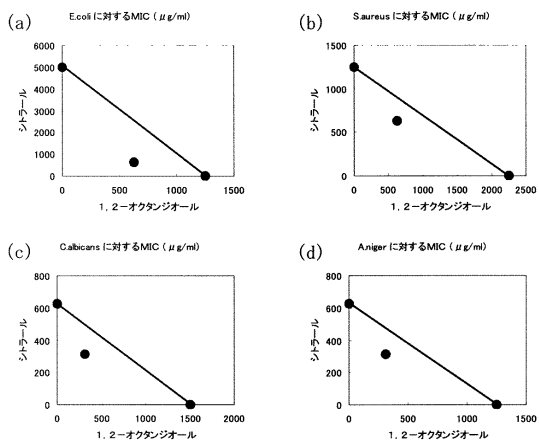 (a)
E.coli に対するMIC ( μg/ml)
6000
5000
4000
3000
2000
1000
0
シトラール
0 500 1000 1500
1, 2ーオクタンジオール
(b)
S.aureus に対するMIC ( μg/ml)
1500
1000
500
0
シトラール
0 500 1000 1500 2000 2500
1, 2ーオクタンジオール
(c)
C.albicans に対するMIC ( μg/ml)
800
600
400
200
0
シトラール
0 500 1000 1500 2000
1, 2ーオクタンジオール
(d)
A.niger に対するMIC ( μg/ml)
800
600
400
200
0
シトラール
0 500 1000 1500
1, 2ーオクタンジオール